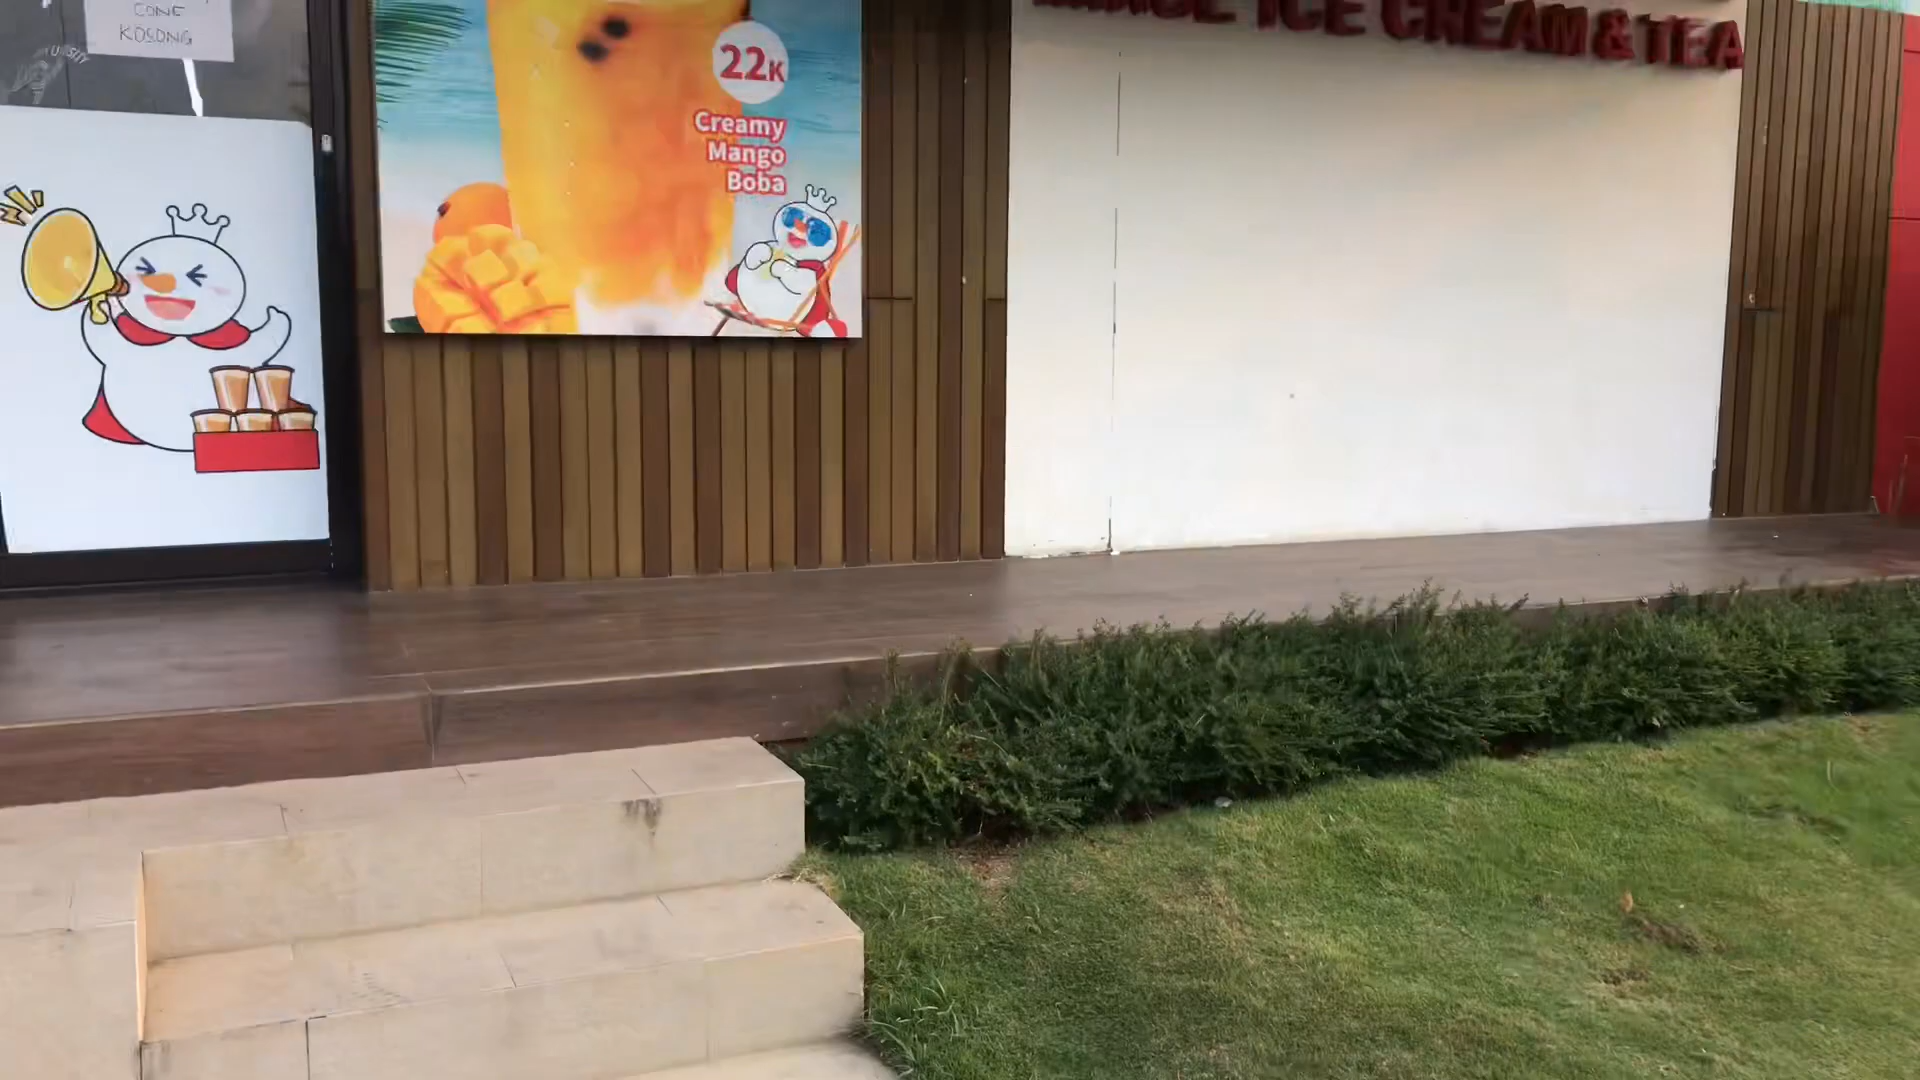 CONE
KOSONG
22K
Creamy
Mango
Boba
ICE CREAM & TEA